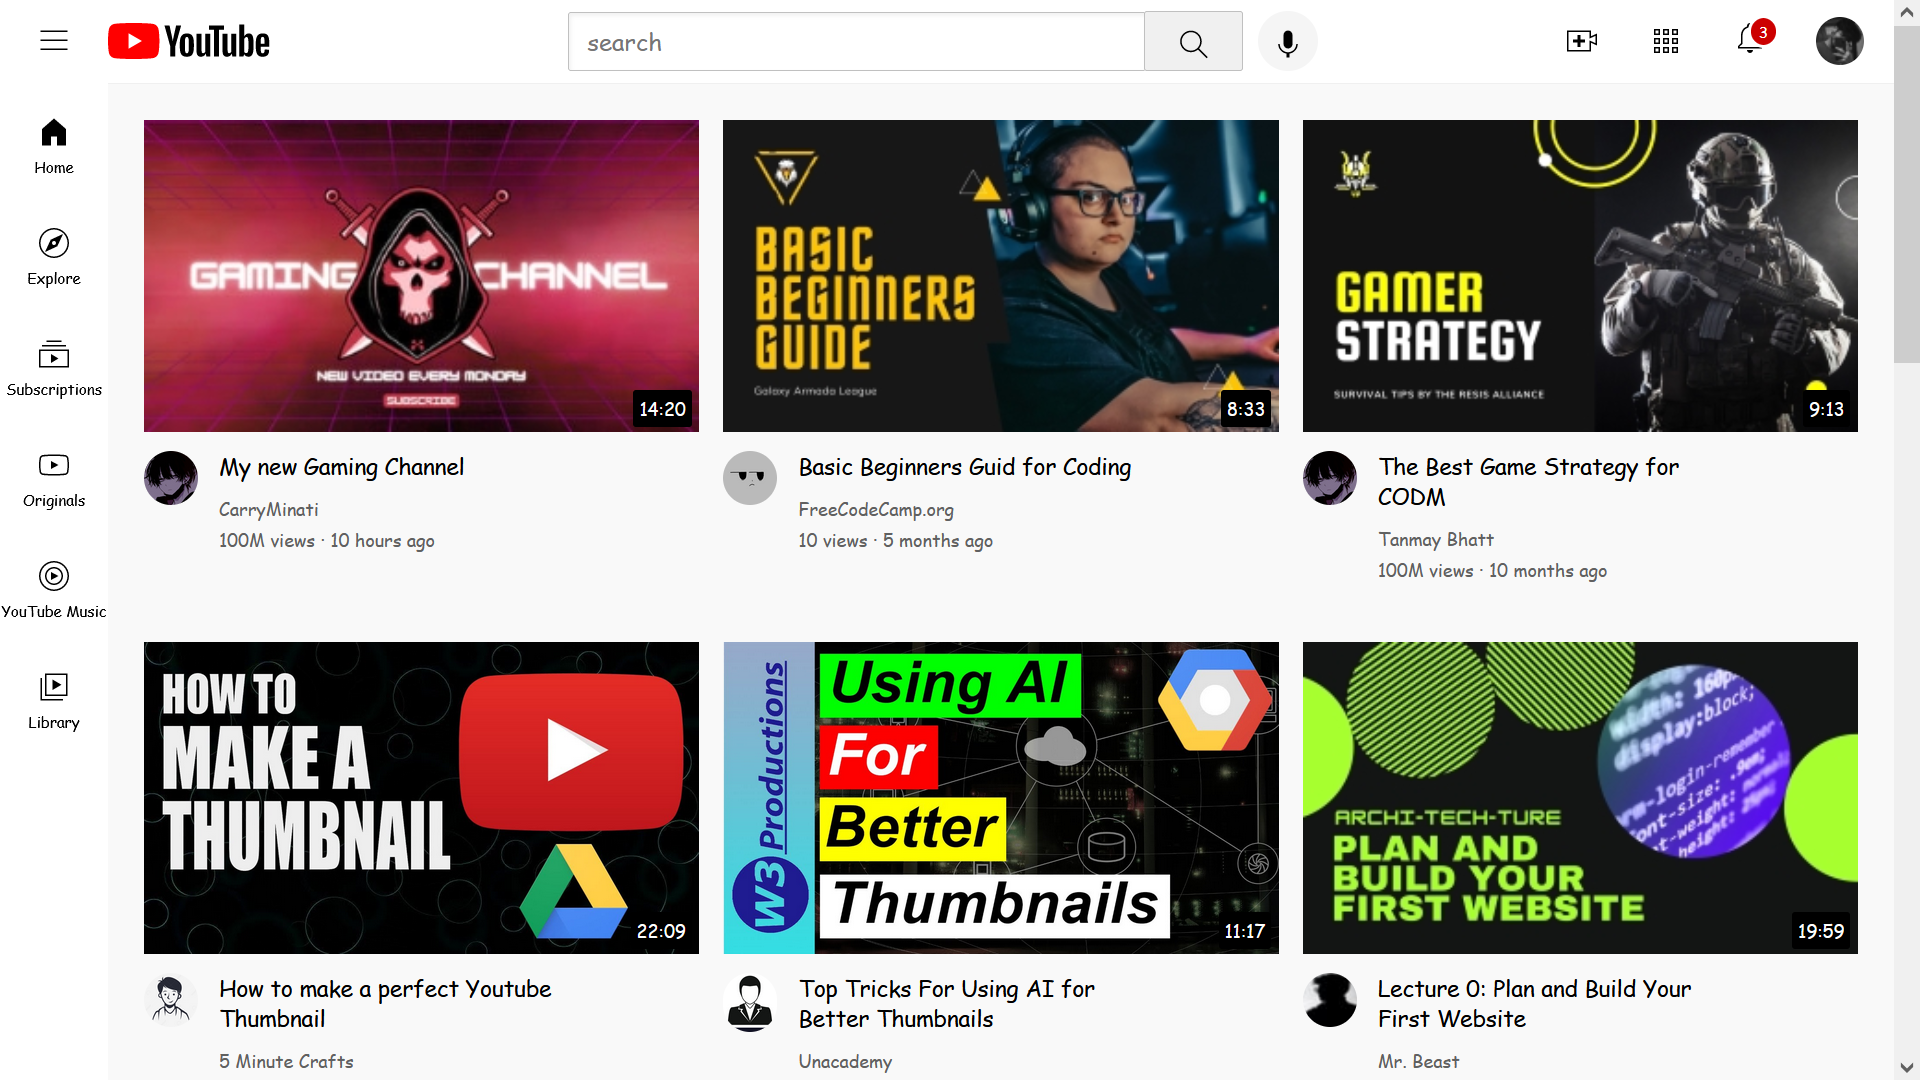 YouTube
search
3
Home
Explore
Subscriptions
Originals
YouTube Music
Library
GAMING CHANNEL
NEW VIDEO EVERY MONDAY
SUBSCRIBE
14:20
My new Gaming Channel
CarryMinati
100M views · 10 hours ago
BASIC
BEGINNERS
GUIDE
Galaxy Armada League
8:33
Basic Beginners Guid for Coding
FreeCodeCamp.org
10 views · 5 months ago
GAMER
STRATEGY
SURVIVAL TIPS BY THE RESIS ALLIANCE
9:13
The Best Game Strategy for
CODM
Tanmay Bhatt
100M views · 10 months ago
HOW TO
MAKE A
THUMBNAIL
22:09
How to make a perfect Youtube
Thumbnail
5 Minute Crafts
W3 Productions
Using AI
For
Better
Thumbnails
11:17
Top Tricks For Using AI for
Better Thumbnails
Unacademy
width: 160p
display:block;
rm-login-remember
font-size: .9em;
ht-weight: normal;
height:
ARCHI-TECH-TURE
PLAN AND
BUILD YOUR
FIRST WEBSITE
19:59
Lecture 0: Plan and Build Your
First Website
Mr. Beast